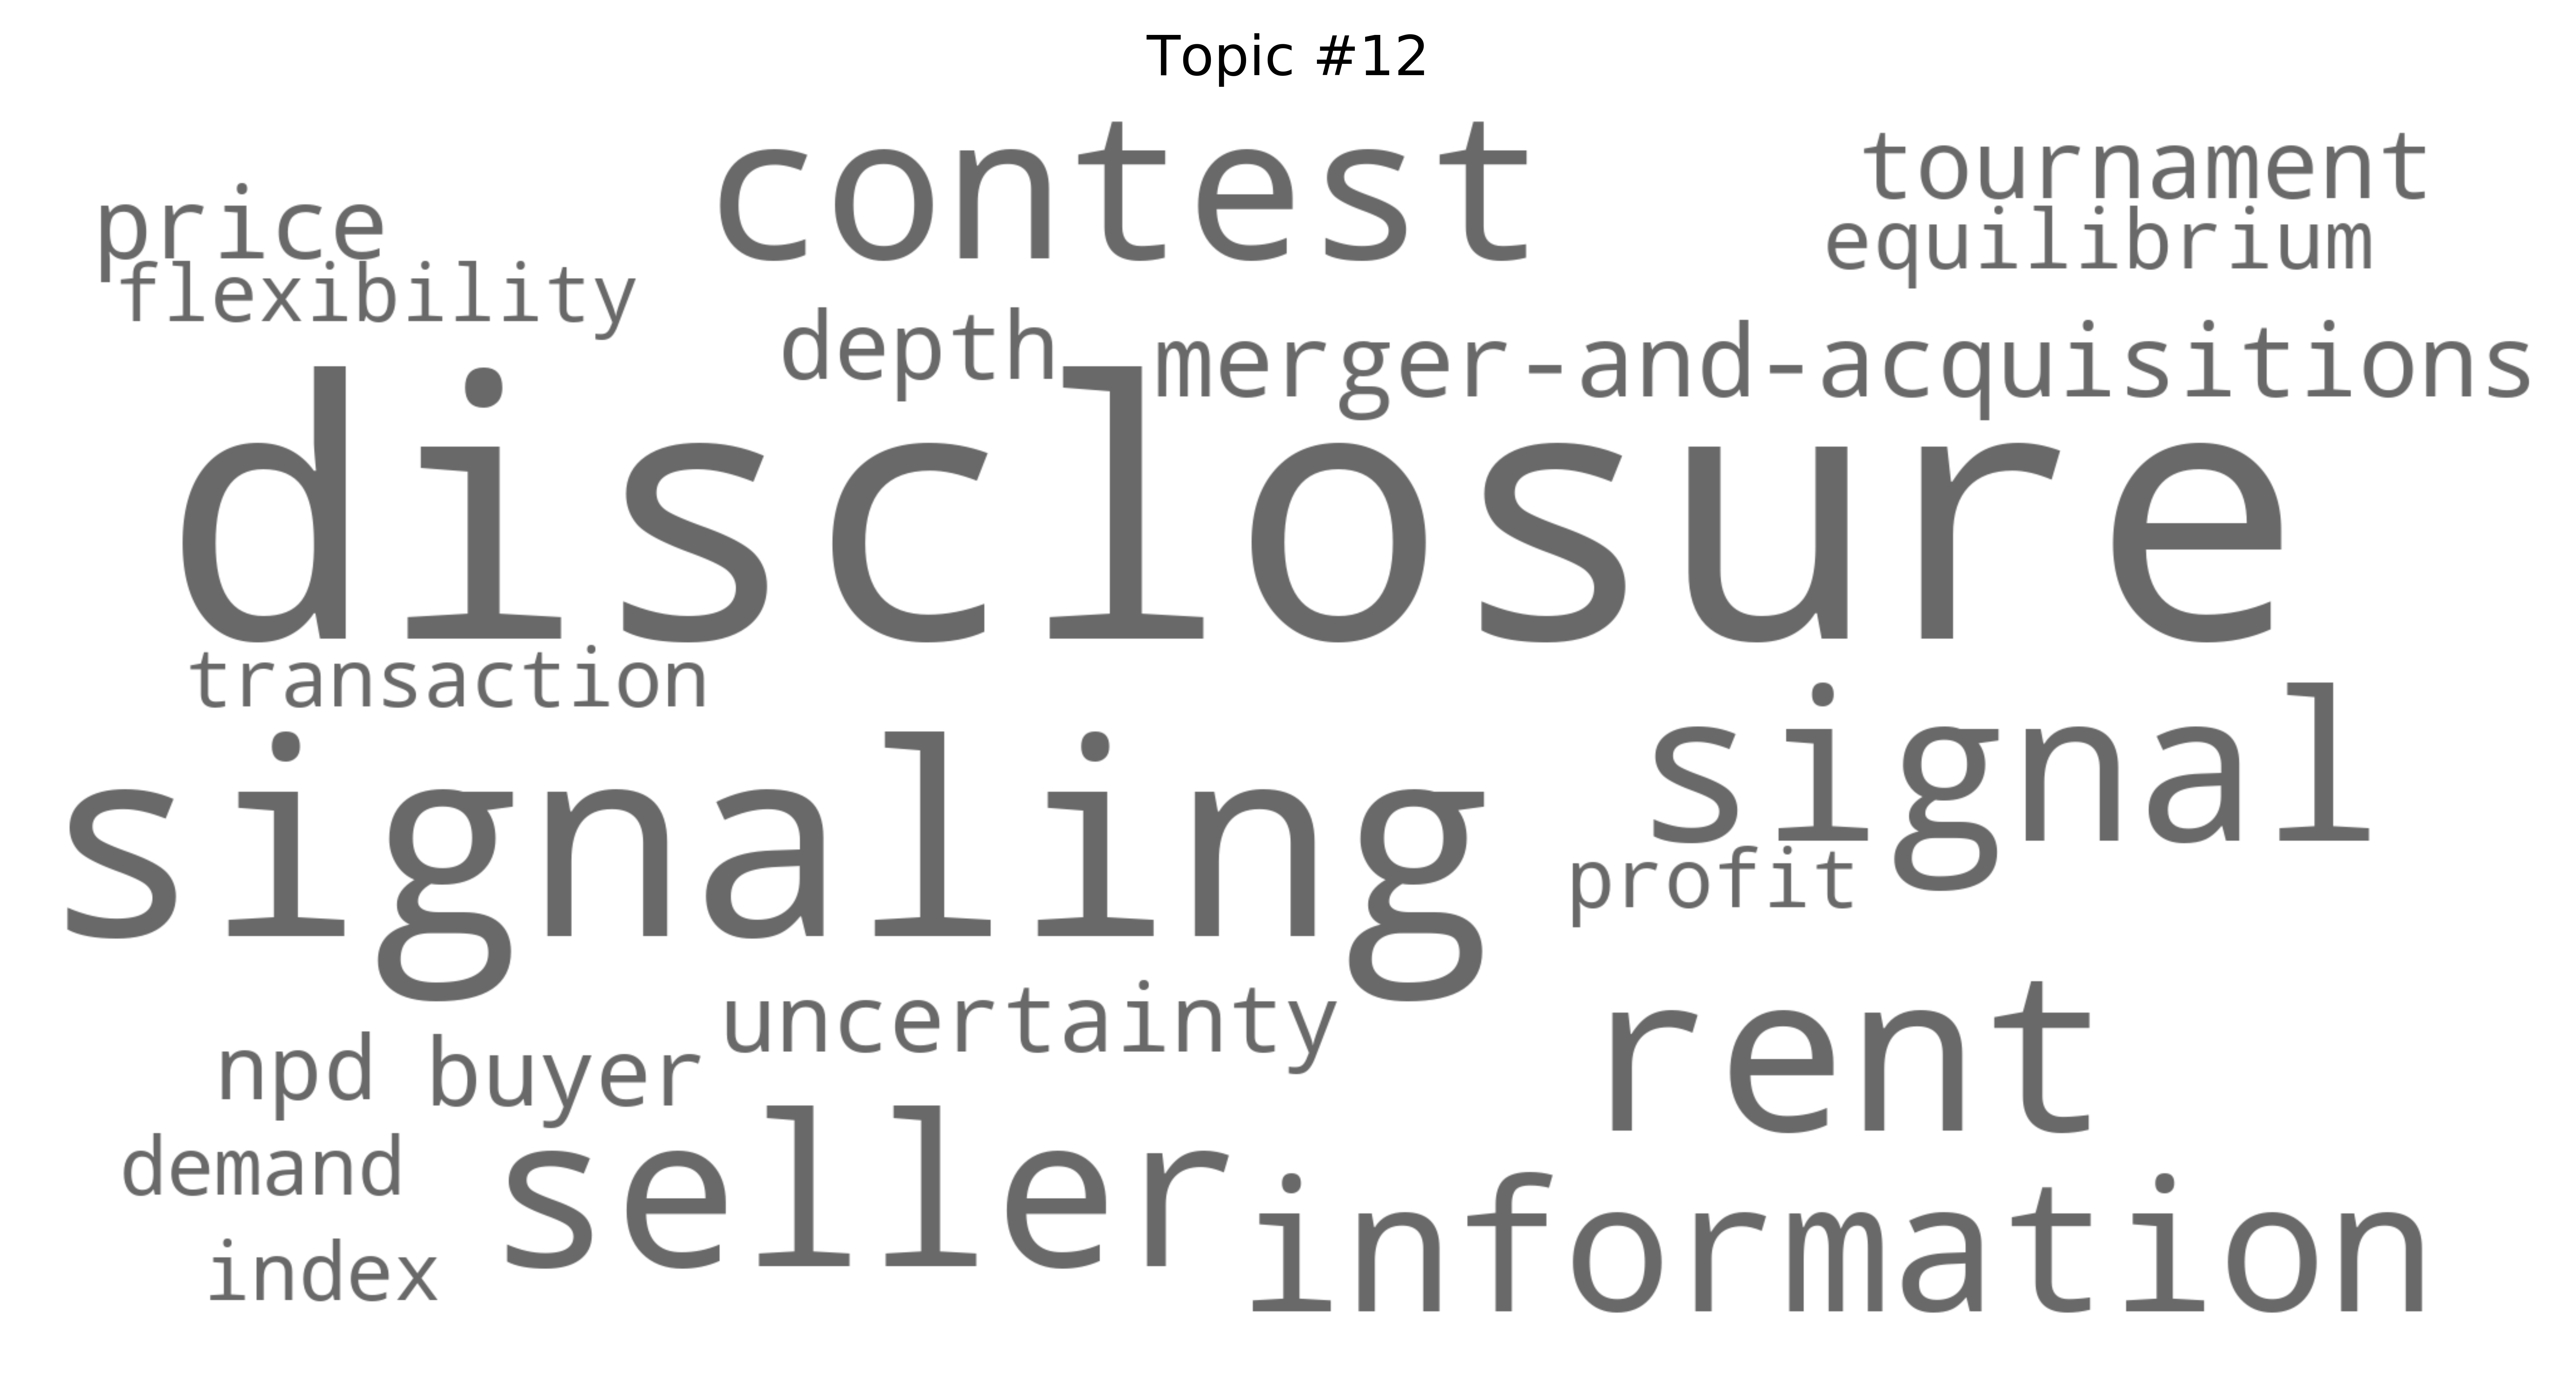 Topic #12
contest
tournament
price
equilibrium
flexibility
depth
merger-and-acquisitions
disclosure
transaction
signal
signaling
profit
uncertainty
rent
npd
buyer
demand
seller
information
index